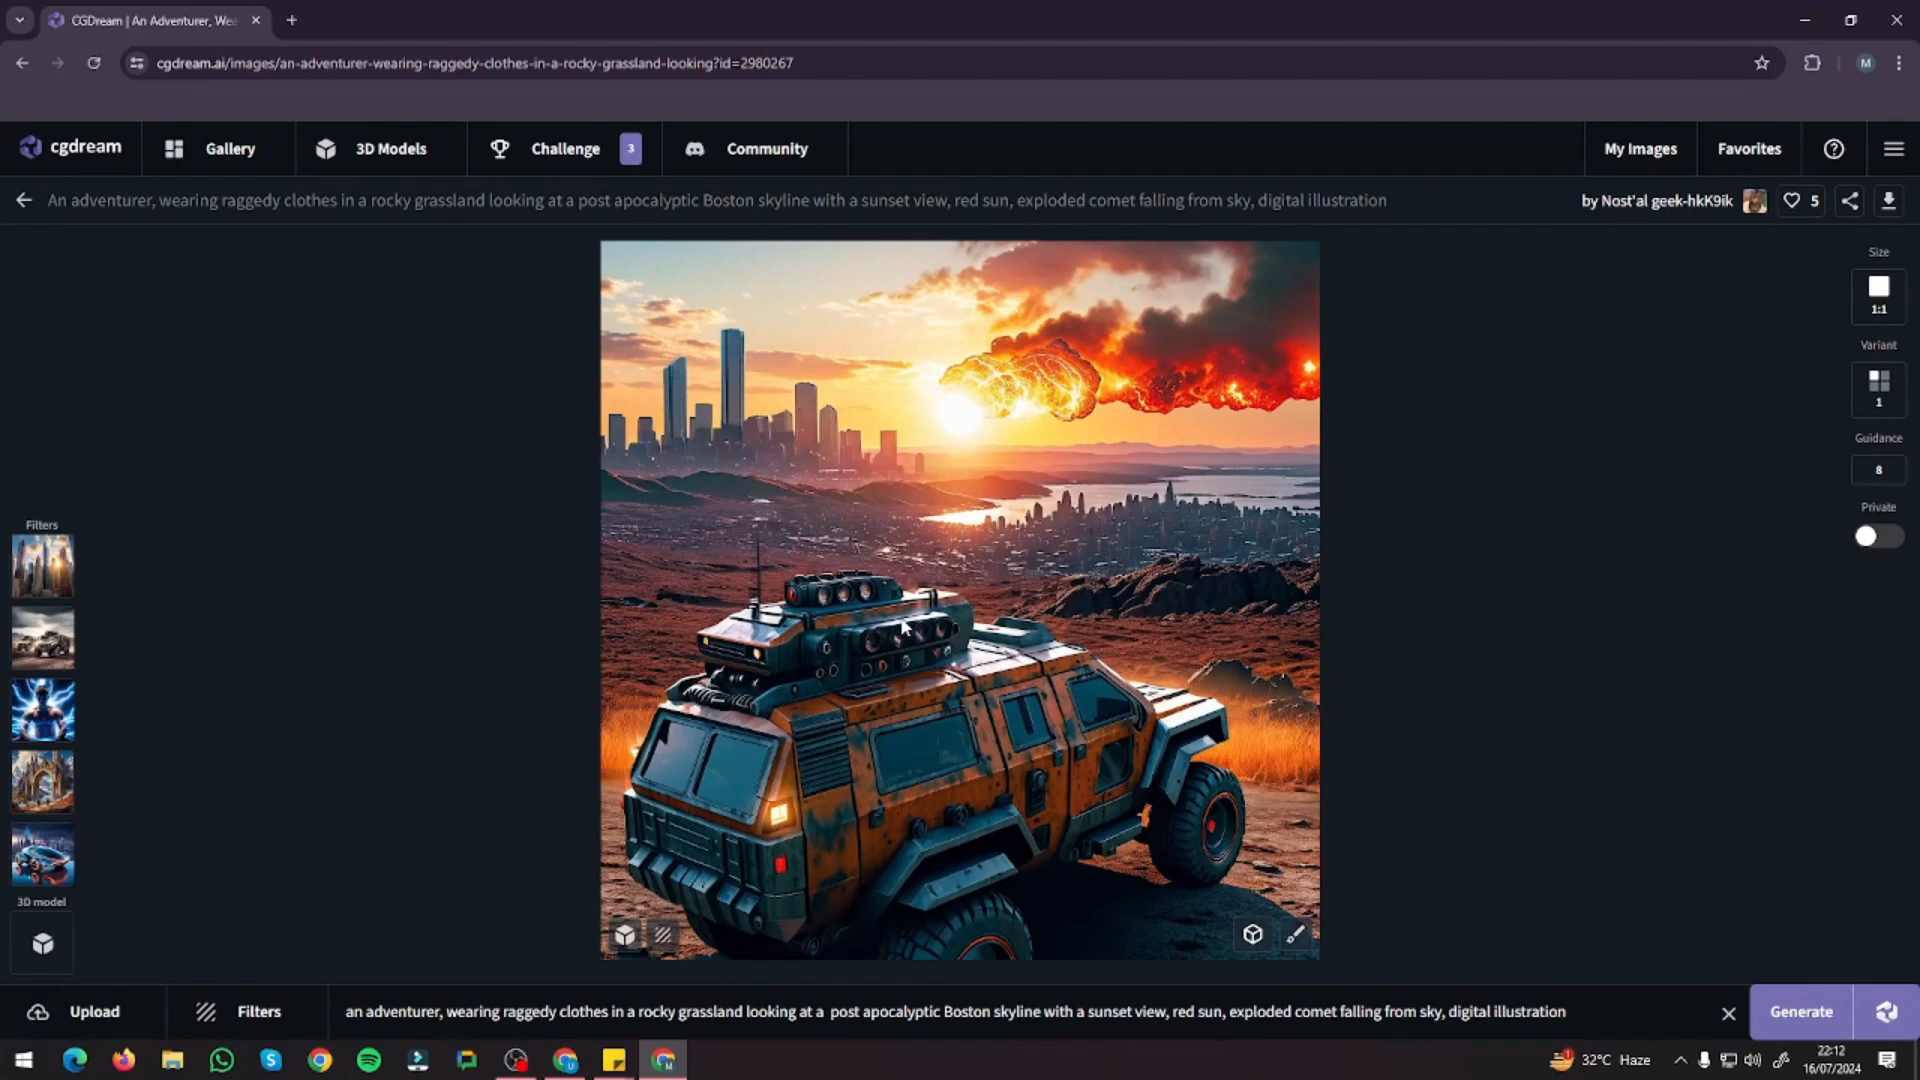 CGDream | An Adventurer, Wea
cgdream.ai/images/an-adventurer-wearing-raggedy-clothes-in-a-rocky-grassland-looking?id=2980267
M
cgdream
Gallery
3D Models
Challenge
3
Community
My Images
Favorites
An adventurer, wearing raggedy clothes in a rocky grassland looking at a post apocalyptic Boston skyline with a sunset view, red sun, exploded comet falling from sky, digital illustration
by Nost'al geek-hkK9ik
5
Size
1:1
Variant
1
Guidance
8
Private
Filters
3D model
Upload
Filters
an adventurer, wearing raggedy clothes in a rocky grassland looking at a post apocalyptic Boston skyline with a sunset view, red sun, exploded comet falling from sky, digital illustration
Generate
32°C Haze
22:12
16/07/2024